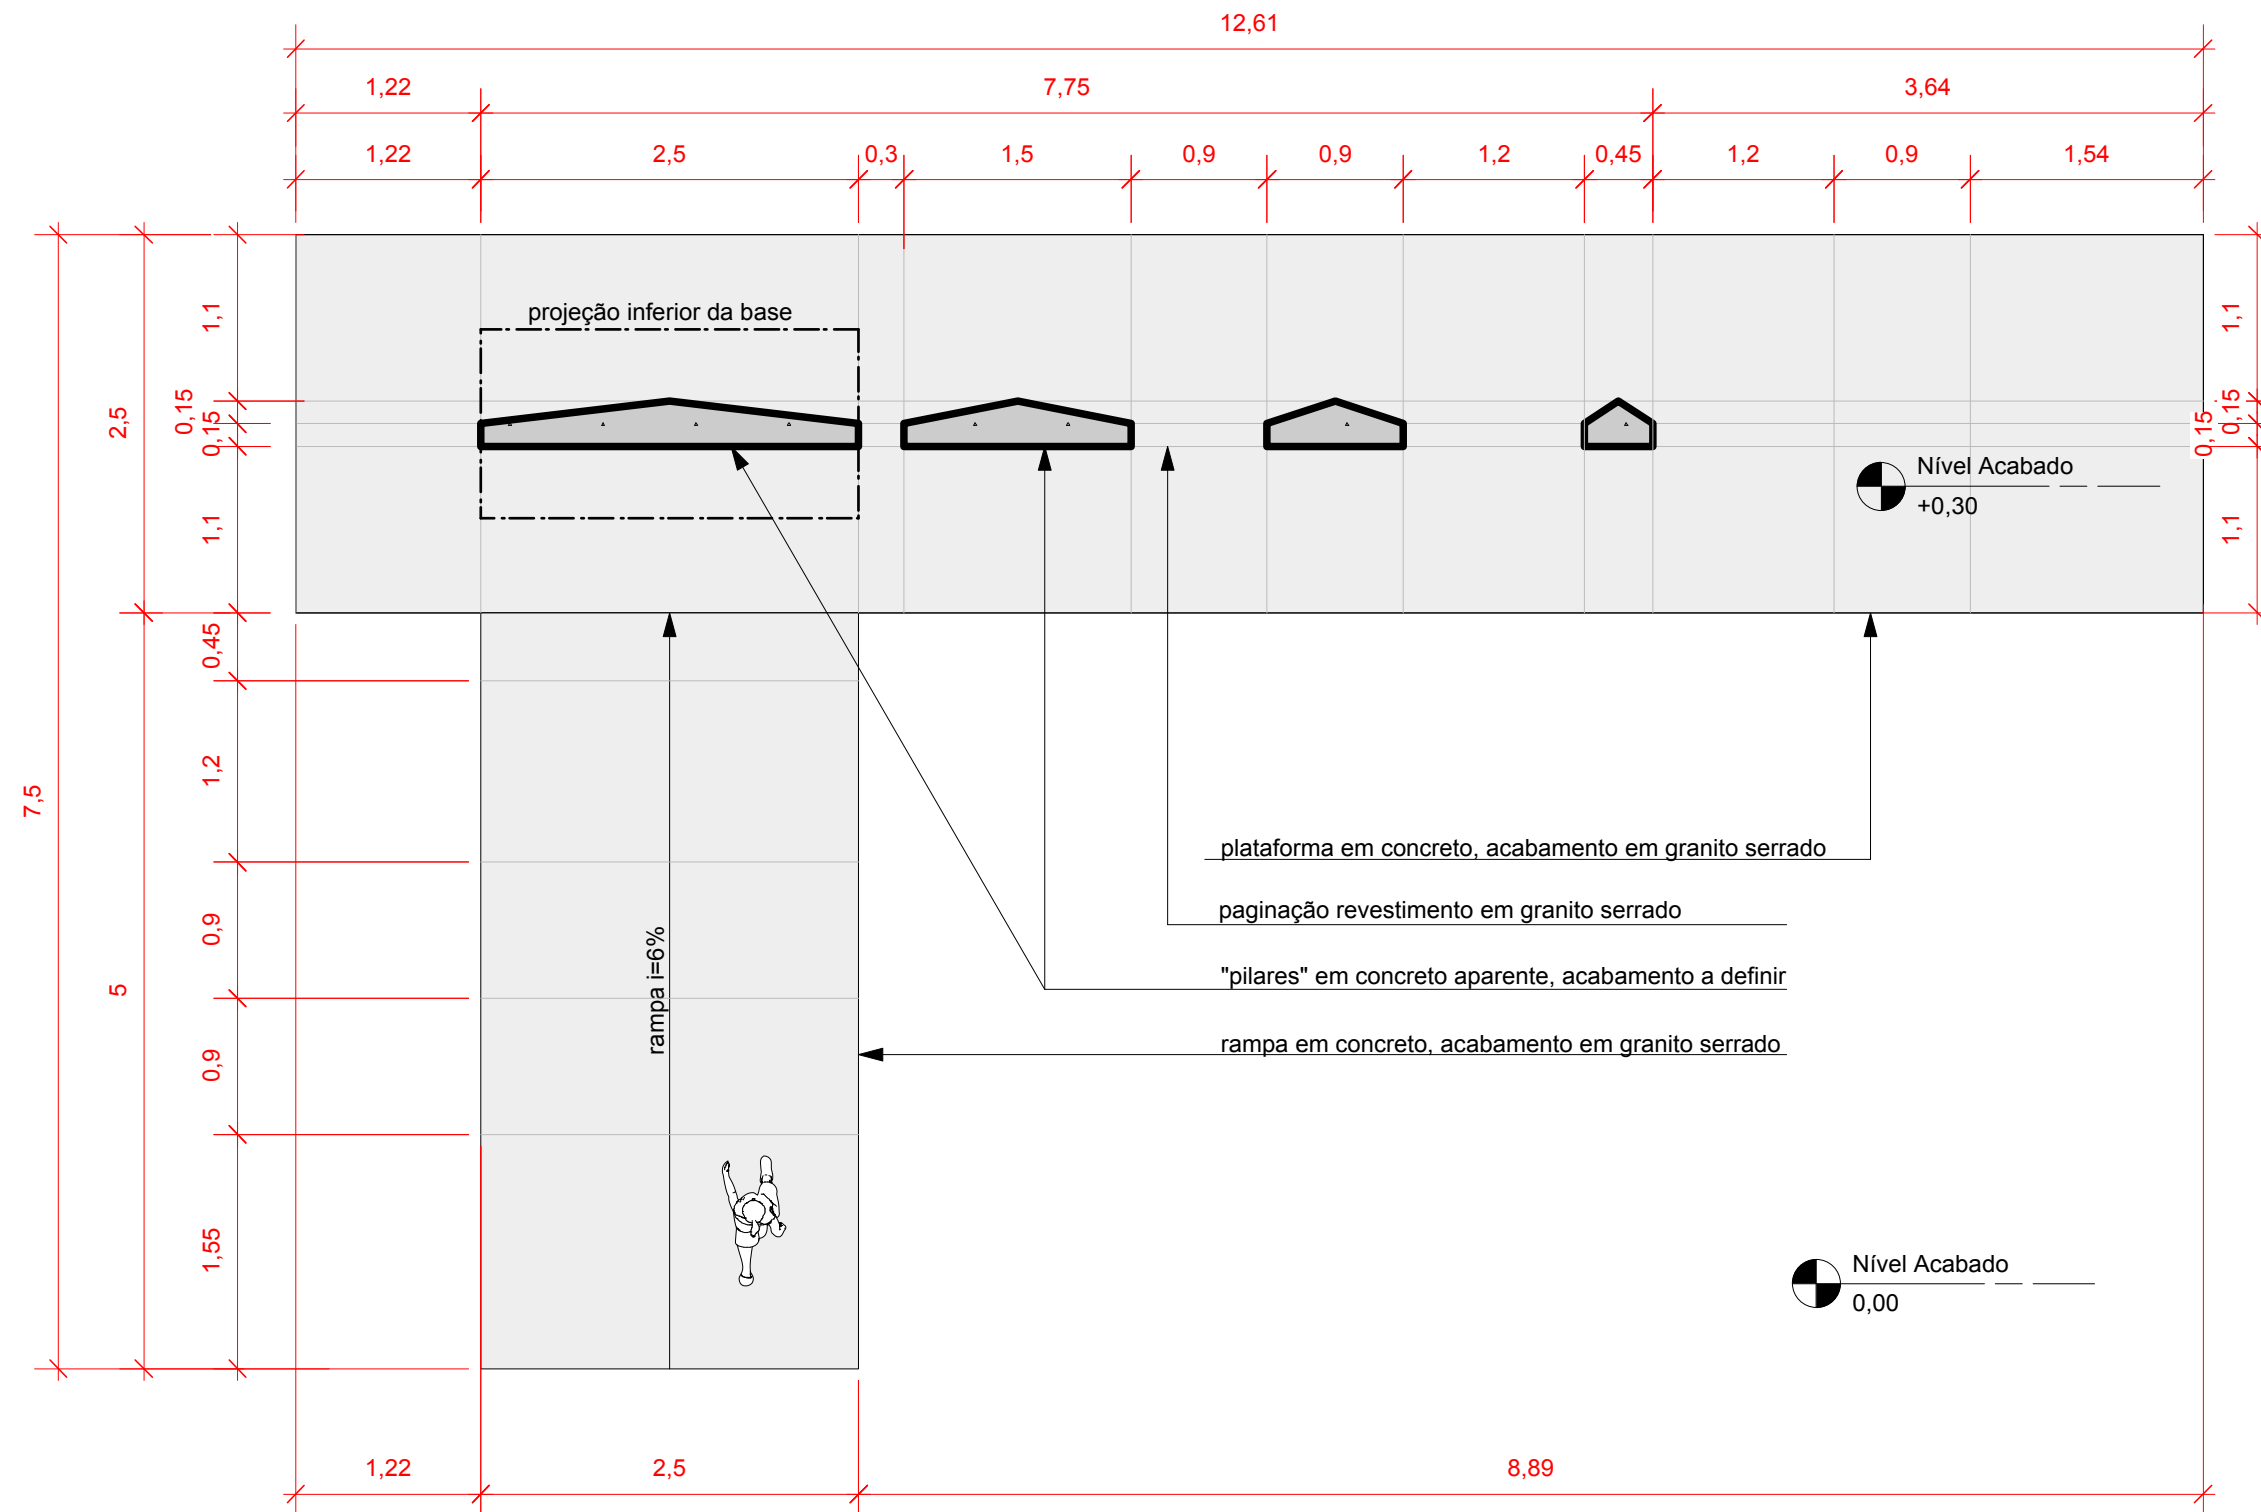 12,61
1,22 7,75 3,64
1,22 2,5 0,3 1,5 0,9 0,9 1,2 0,45 1,2 0,9 1,54
projeção inferior da base
1,1 1,1
2,5 0,15 0,15 0,15 0,15
Nível Acabado
+0,30
1,1 1,1
0,45
1,2
7,5
plataforma em concreto, acabamento em granito serrado
0,9
paginação revestimento em granito serrado
"pilares" em concreto aparente, acabamento a definir
5
rampa i=6%
rampa em concreto, acabamento em granito serrado
0,9
1,55
Nível Acabado
0,00
1,22 2,5 8,89